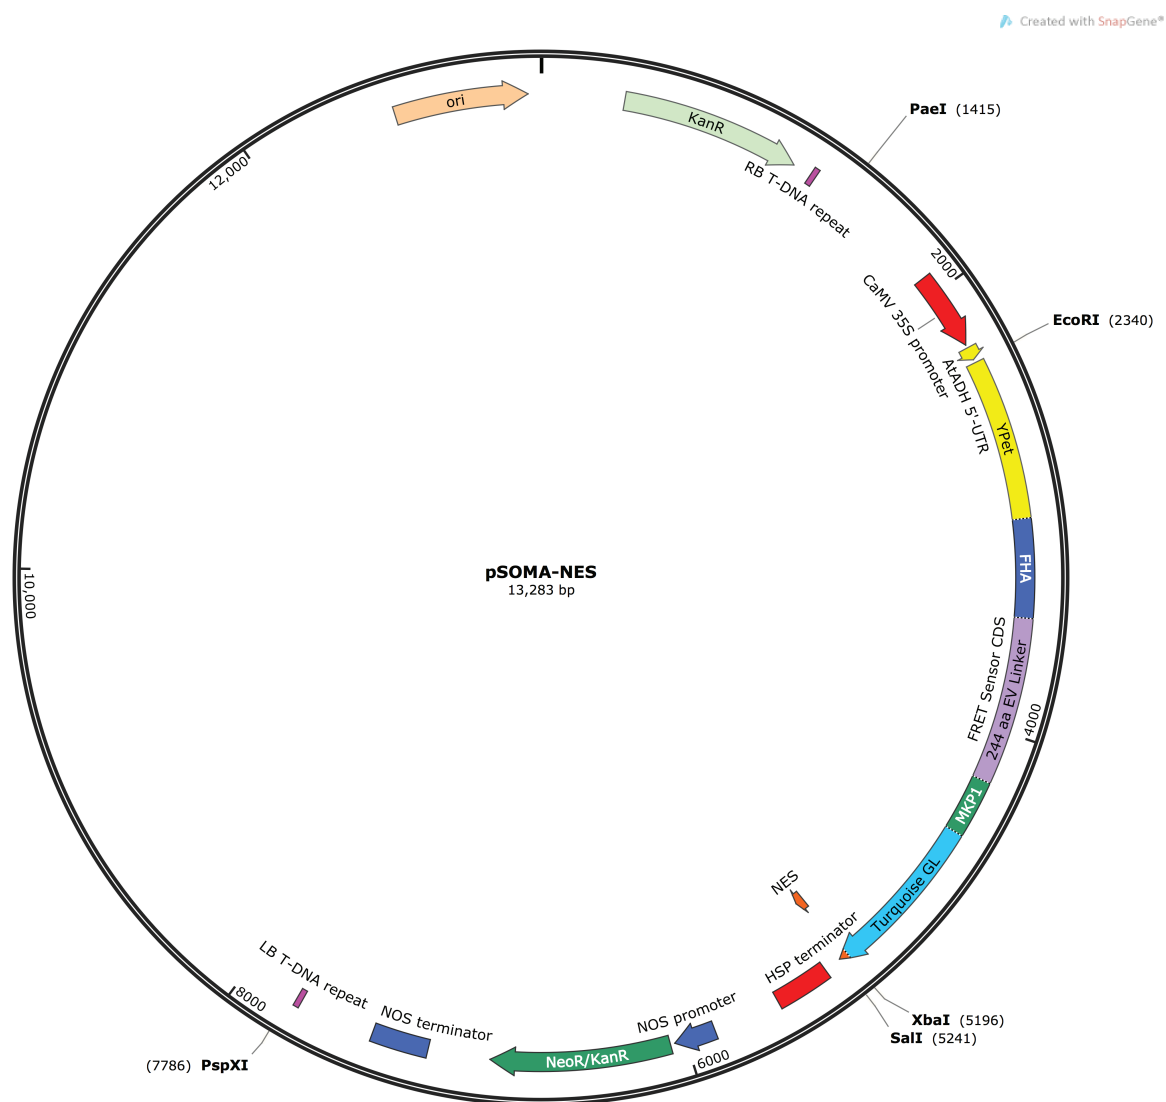 Created with SnapGene®
ori
KanR
PaeI (1415)
RB T-DNA repeat
12,000
2000
CaMV 35S promoter
EcoRI (2340)
AtADH 5'-UTR
YPet
FHA
pSOMA-NES
13,283 bp
10,000
FRET Sensor CDS
244 aa EV Linker
4000
MKP1
Turquoise GL
NES
HSP terminator
LB T-DNA repeat
8000
NOS terminator
NOS promoter
XbaI (5196)
SalI (5241)
(7786) PspXI
NeoR/KanR
6000